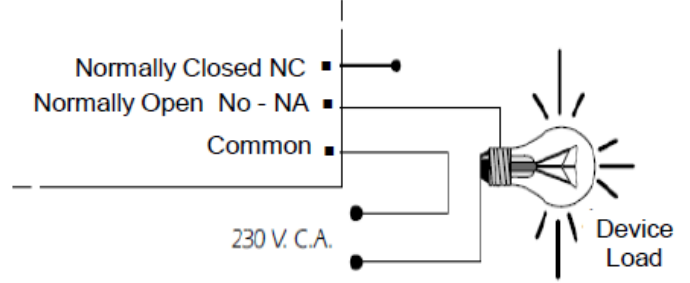 Normally Closed NC
Normally Open No - NA
Common
230 V. C.A.
Device
Load